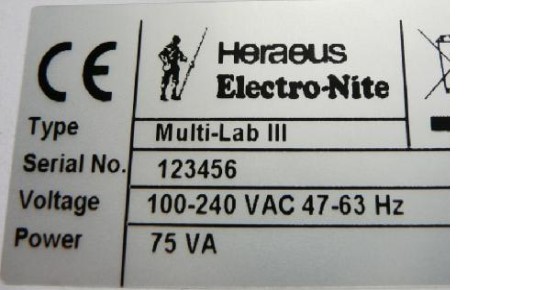 CE
Heraeus
Electro-Nite
Type Multi-Lab III
Serial No. 123456
Voltage 100-240 VAC 47-63 Hz
Power 75 VA